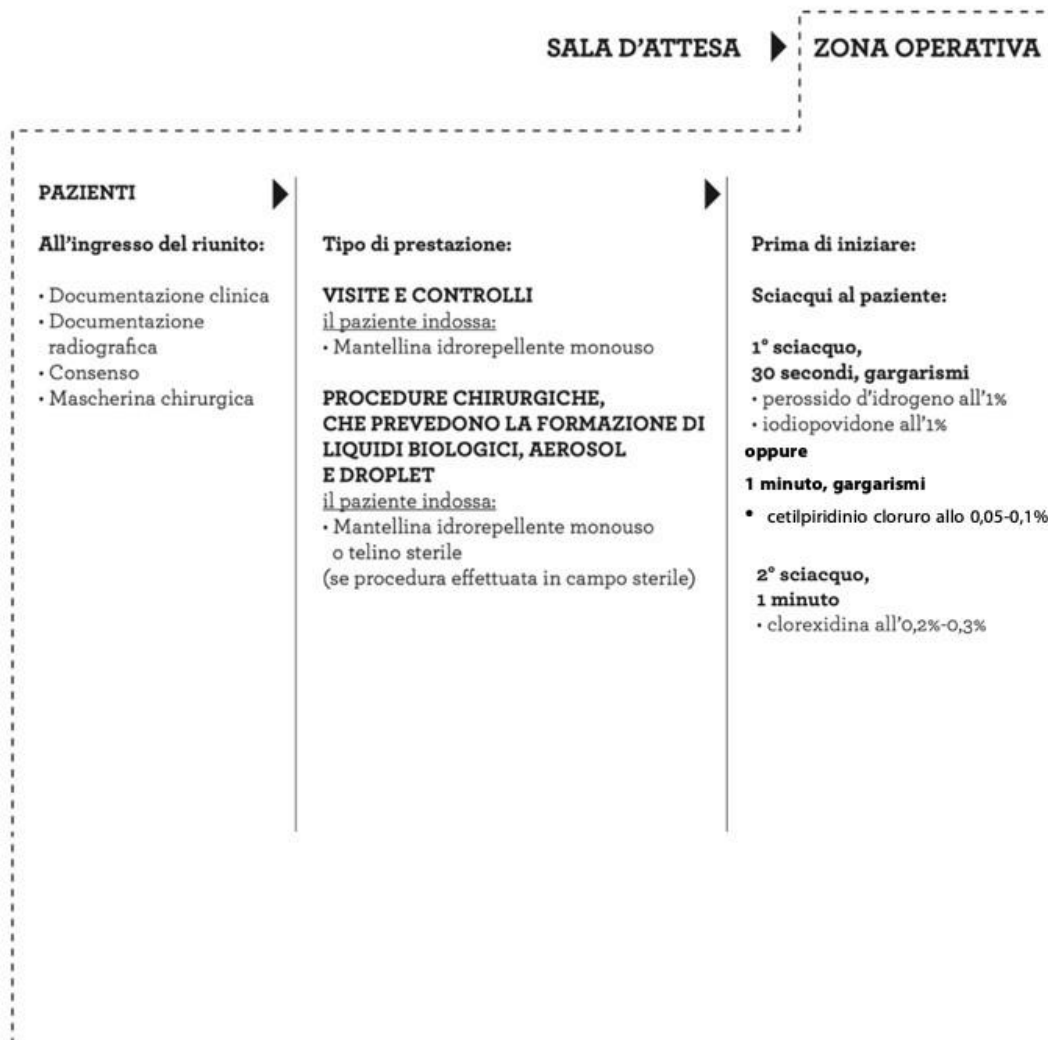 SALA D'ATTESA
ZONA OPERATIVA
PAZIENTI
All'ingresso del riunito:
• Documentazione clinica
• Documentazione
radiografica
• Consenso
• Mascherina chirurgica
Tipo di prestazione:
VISITE E CONTROLLI
il paziente indossa:
• Mantellina idrorepellente monouso
PROCEDURE CHIRURGICHE,
CHE PREVEDONO LA FORMAZIONE DI
LIQUIDI BIOLOGICI, AEROSOL
E DROPLET
il paziente indossa:
• Mantellina idrorepellente monouso
o telino sterile
(se procedura effettuata in campo sterile)
Prima di iniziare:
Sciacqui al paziente:
1° sciacquo,
30 secondi, gargarismi
• perossido d'idrogeno all'1%
• iodiopovidone all'1%
oppure
1 minuto, gargarismi
• cetilpiridinio cloruro allo 0,05-0,1%
2° sciacquo,
1 minuto
• clorexidina all'0,2%-0,3%